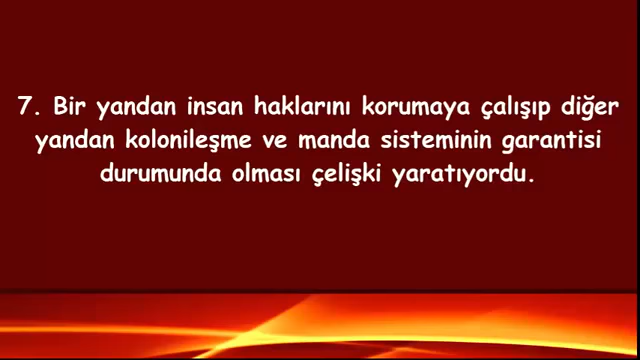 7. Bir yandan insan haklarını korumaya çalışıp diğer
yandan kolonileşme ve manda sisteminin garantisi
durumunda olması çelişki yaratıyordu.